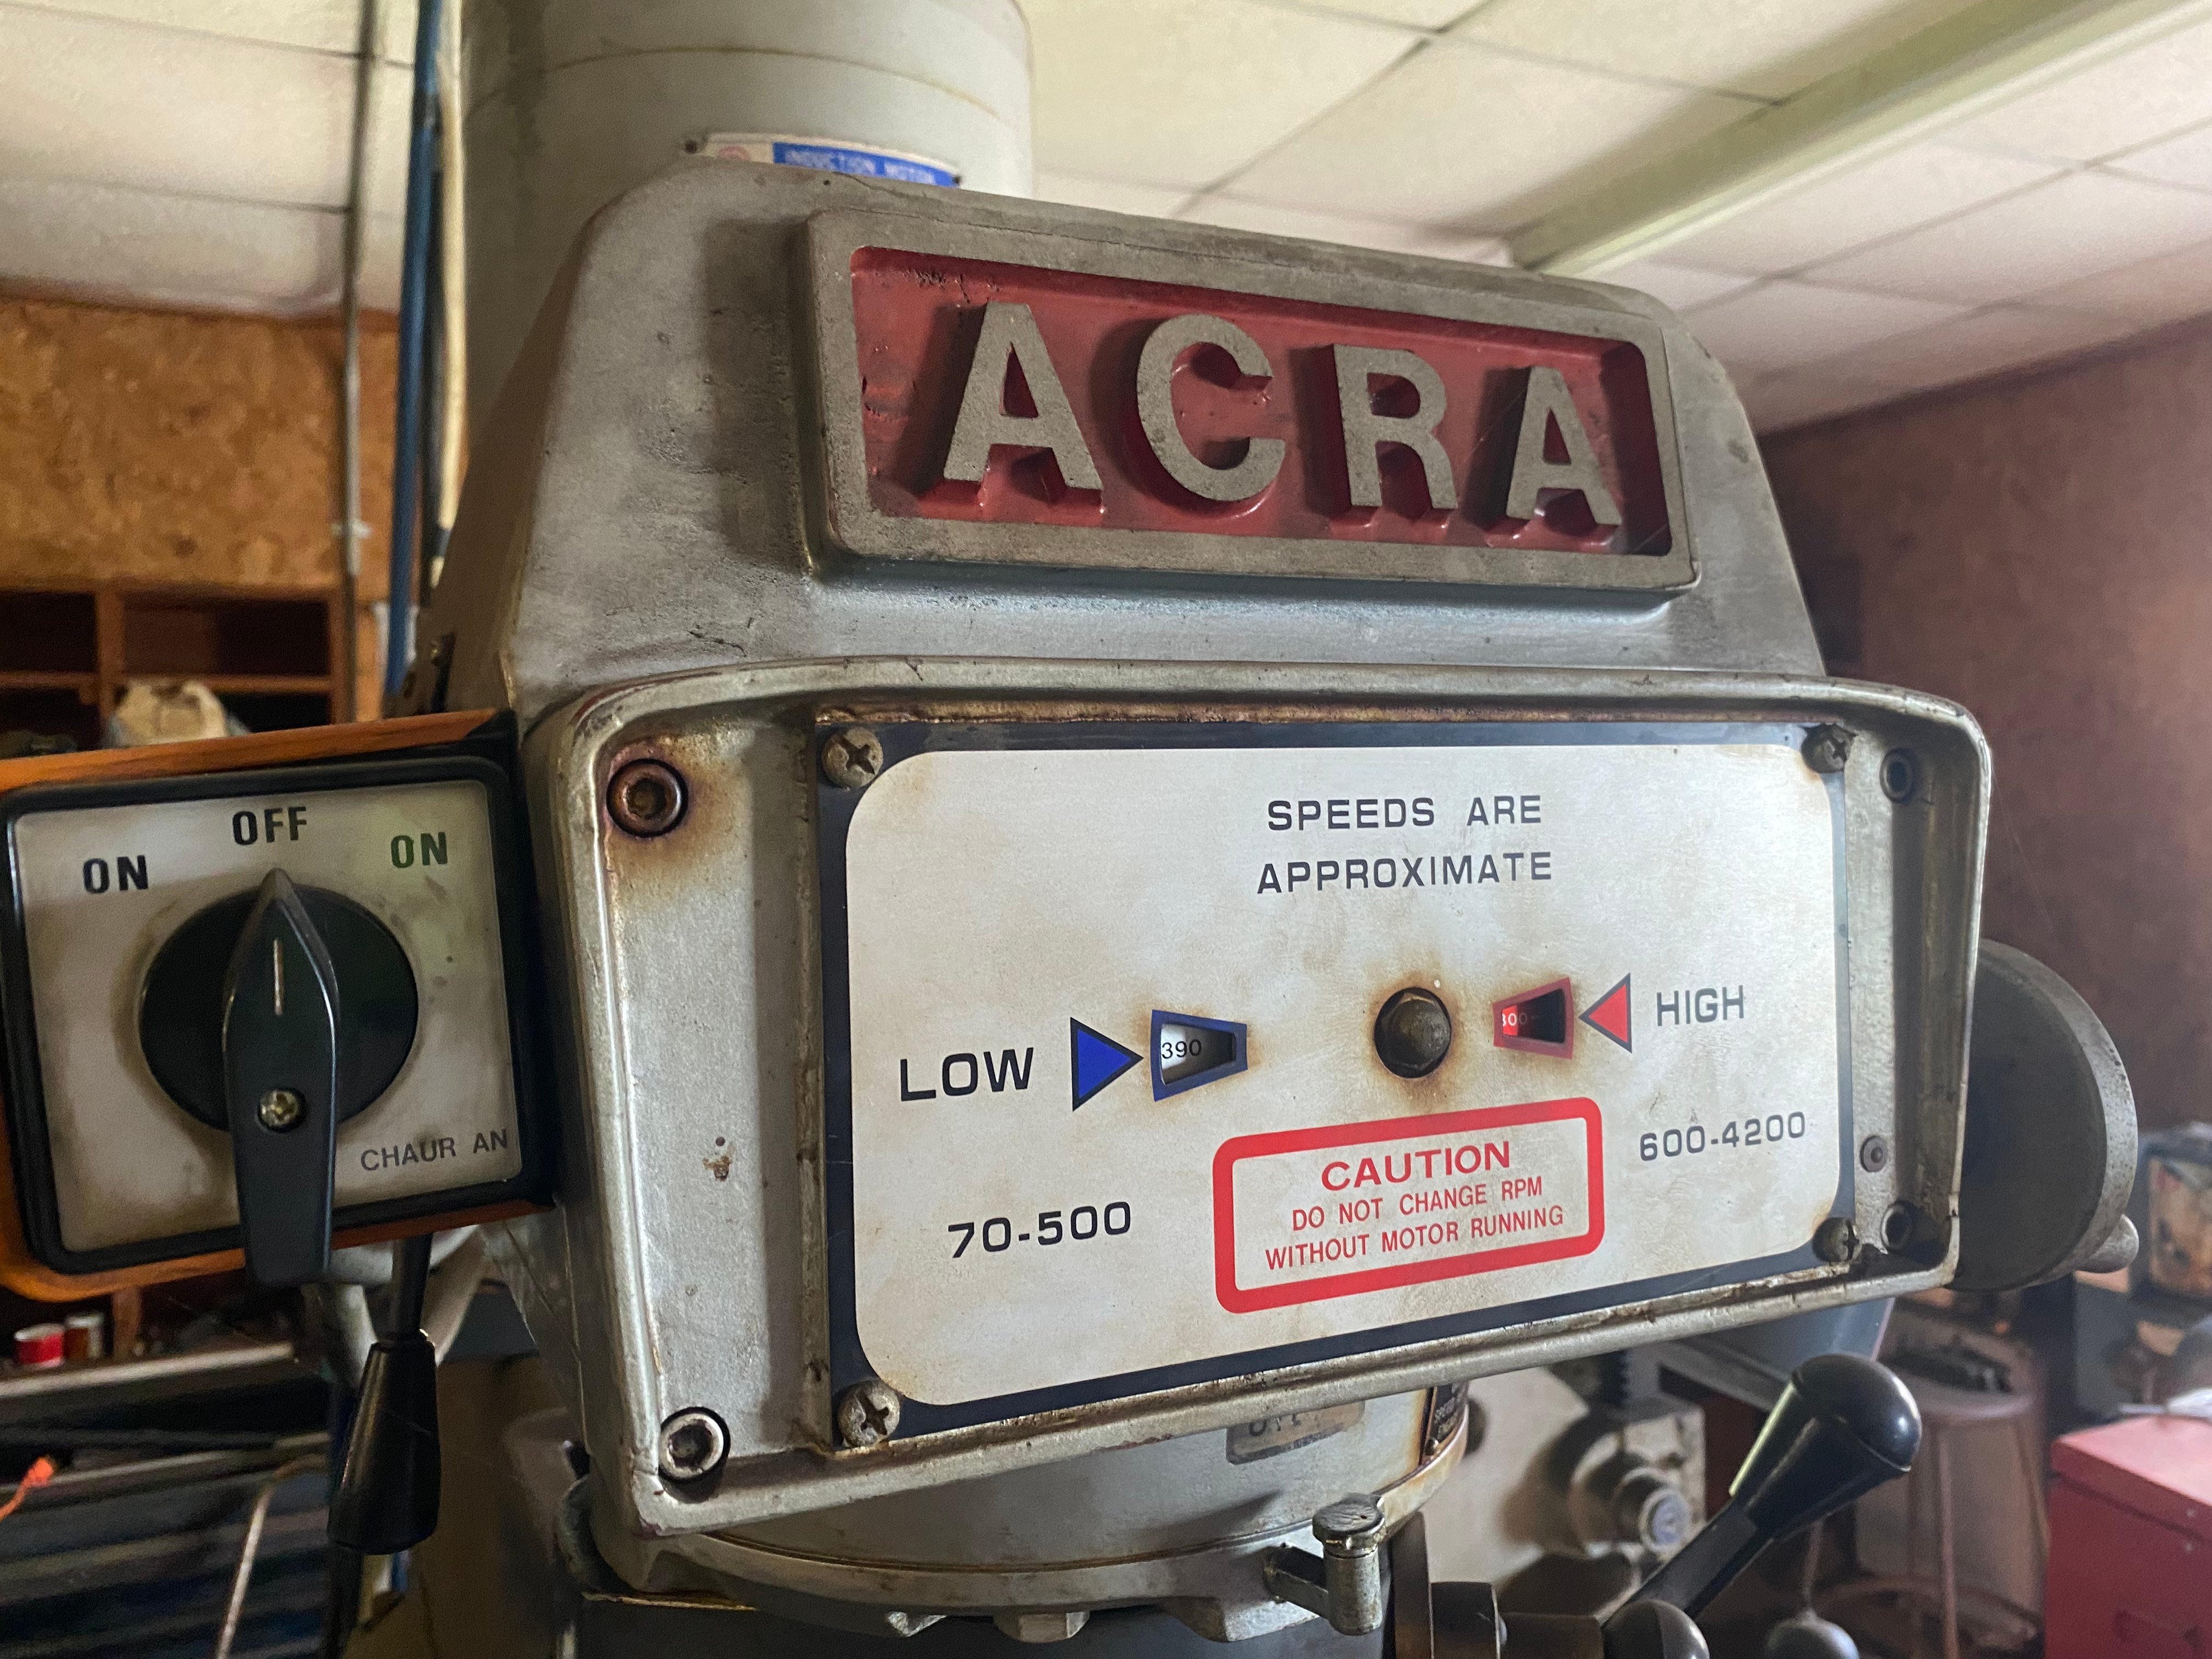 INDUCTION MOTOR
ACRA
OFF
ON
ON
CHAUR AN
SPEEDS ARE
APPROXIMATE
LOW
390
HIGH
70-500
600-4200
CAUTION
DO NOT CHANGE RPM
WITHOUT MOTOR RUNNING